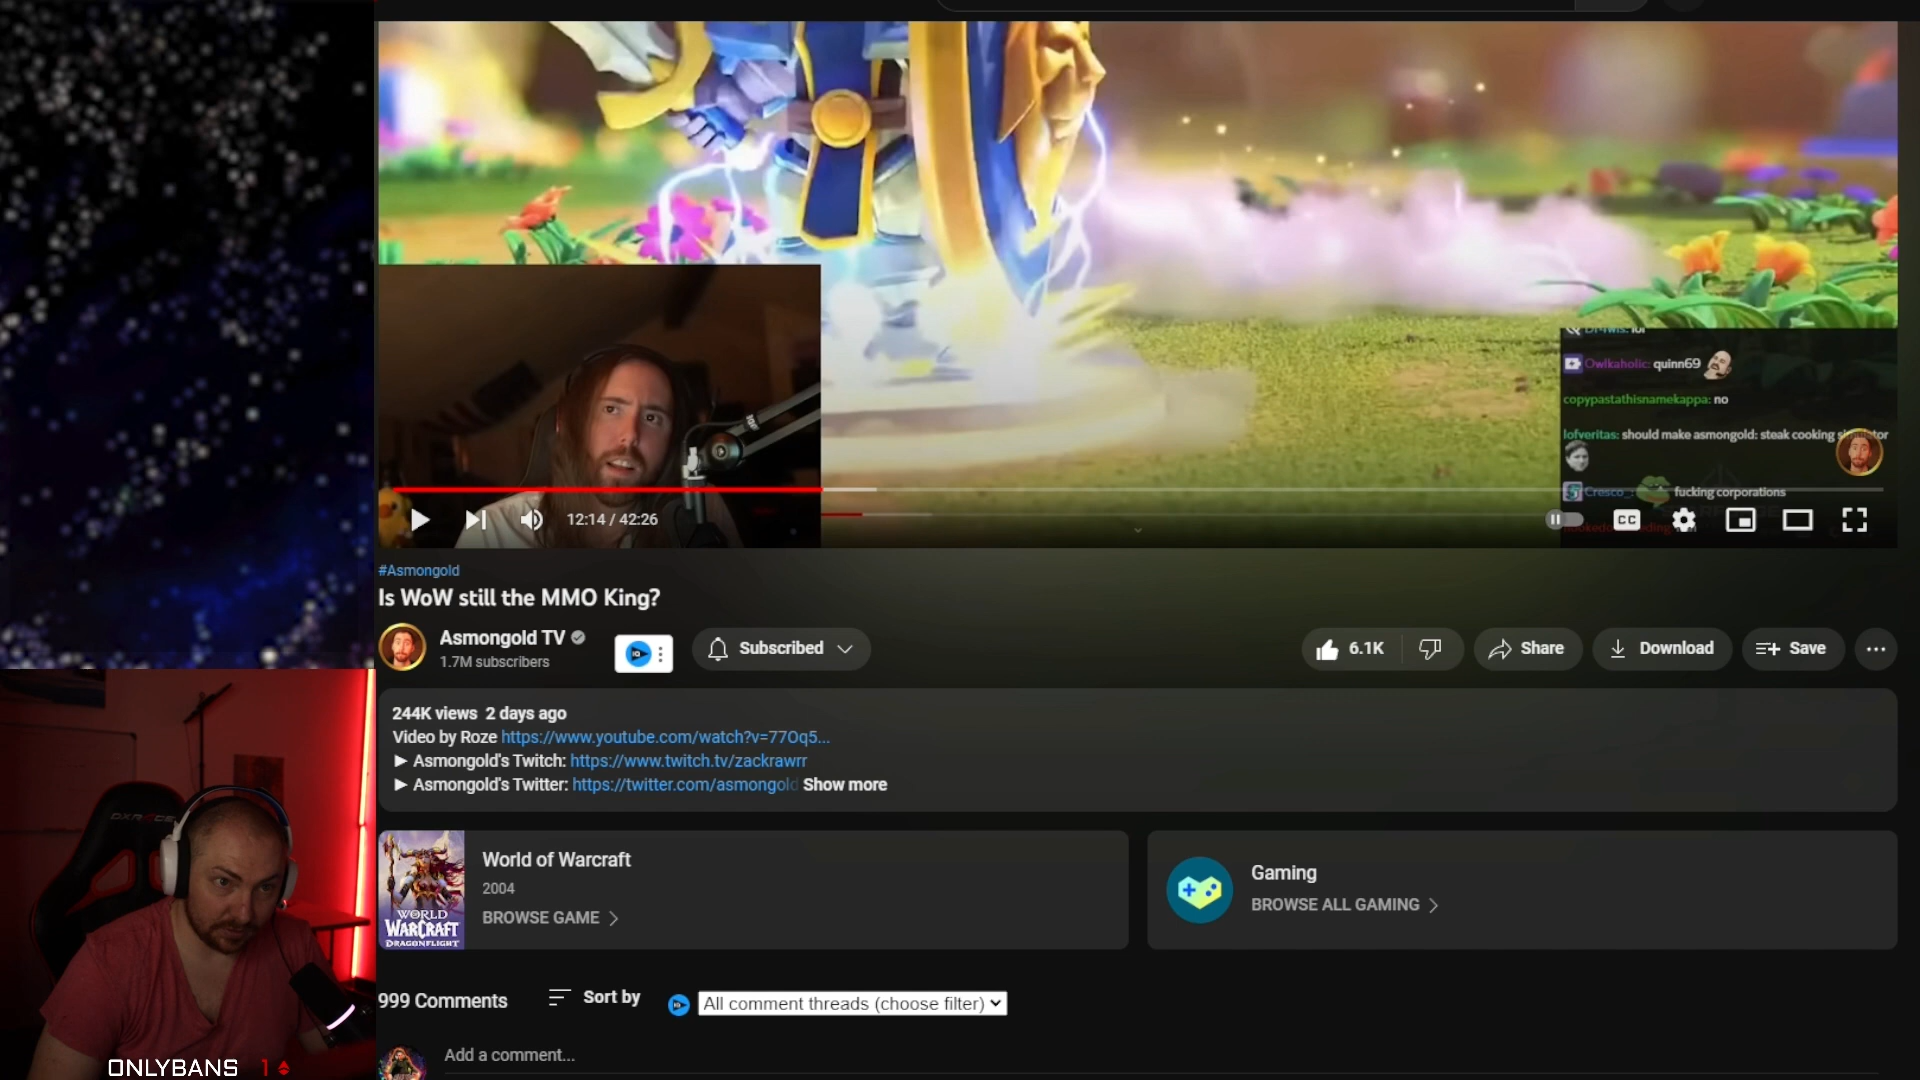 Owlkaholic: quinn69
copypastathisnamekappa: no
lofveritas: should make asmongold: steak cooking
Cresco_: fucking corporations
12:14 / 42:26
CC
#Asmongold
Is WoW still the MMO King?
Asmongold TV
1.7M subscribers
Subscribed
6.1K
Share
Download
Save
244K views 2 days ago
Video by Roze https://www.youtube.com/watch?v=77Oq5...
► Asmongold's Twitch: https://www.twitch.tv/zackrawrr
► Asmongold's Twitter: https://twitter.com/asmongold Show more
World of Warcraft
2004
BROWSE GAME
WORLD
WARCRAFT
DRAGONFLIGHT
Gaming
BROWSE ALL GAMING
DXRACER
999 Comments
Sort by
All comment threads (choose filter)
Add a comment...
ONLYBANS 1